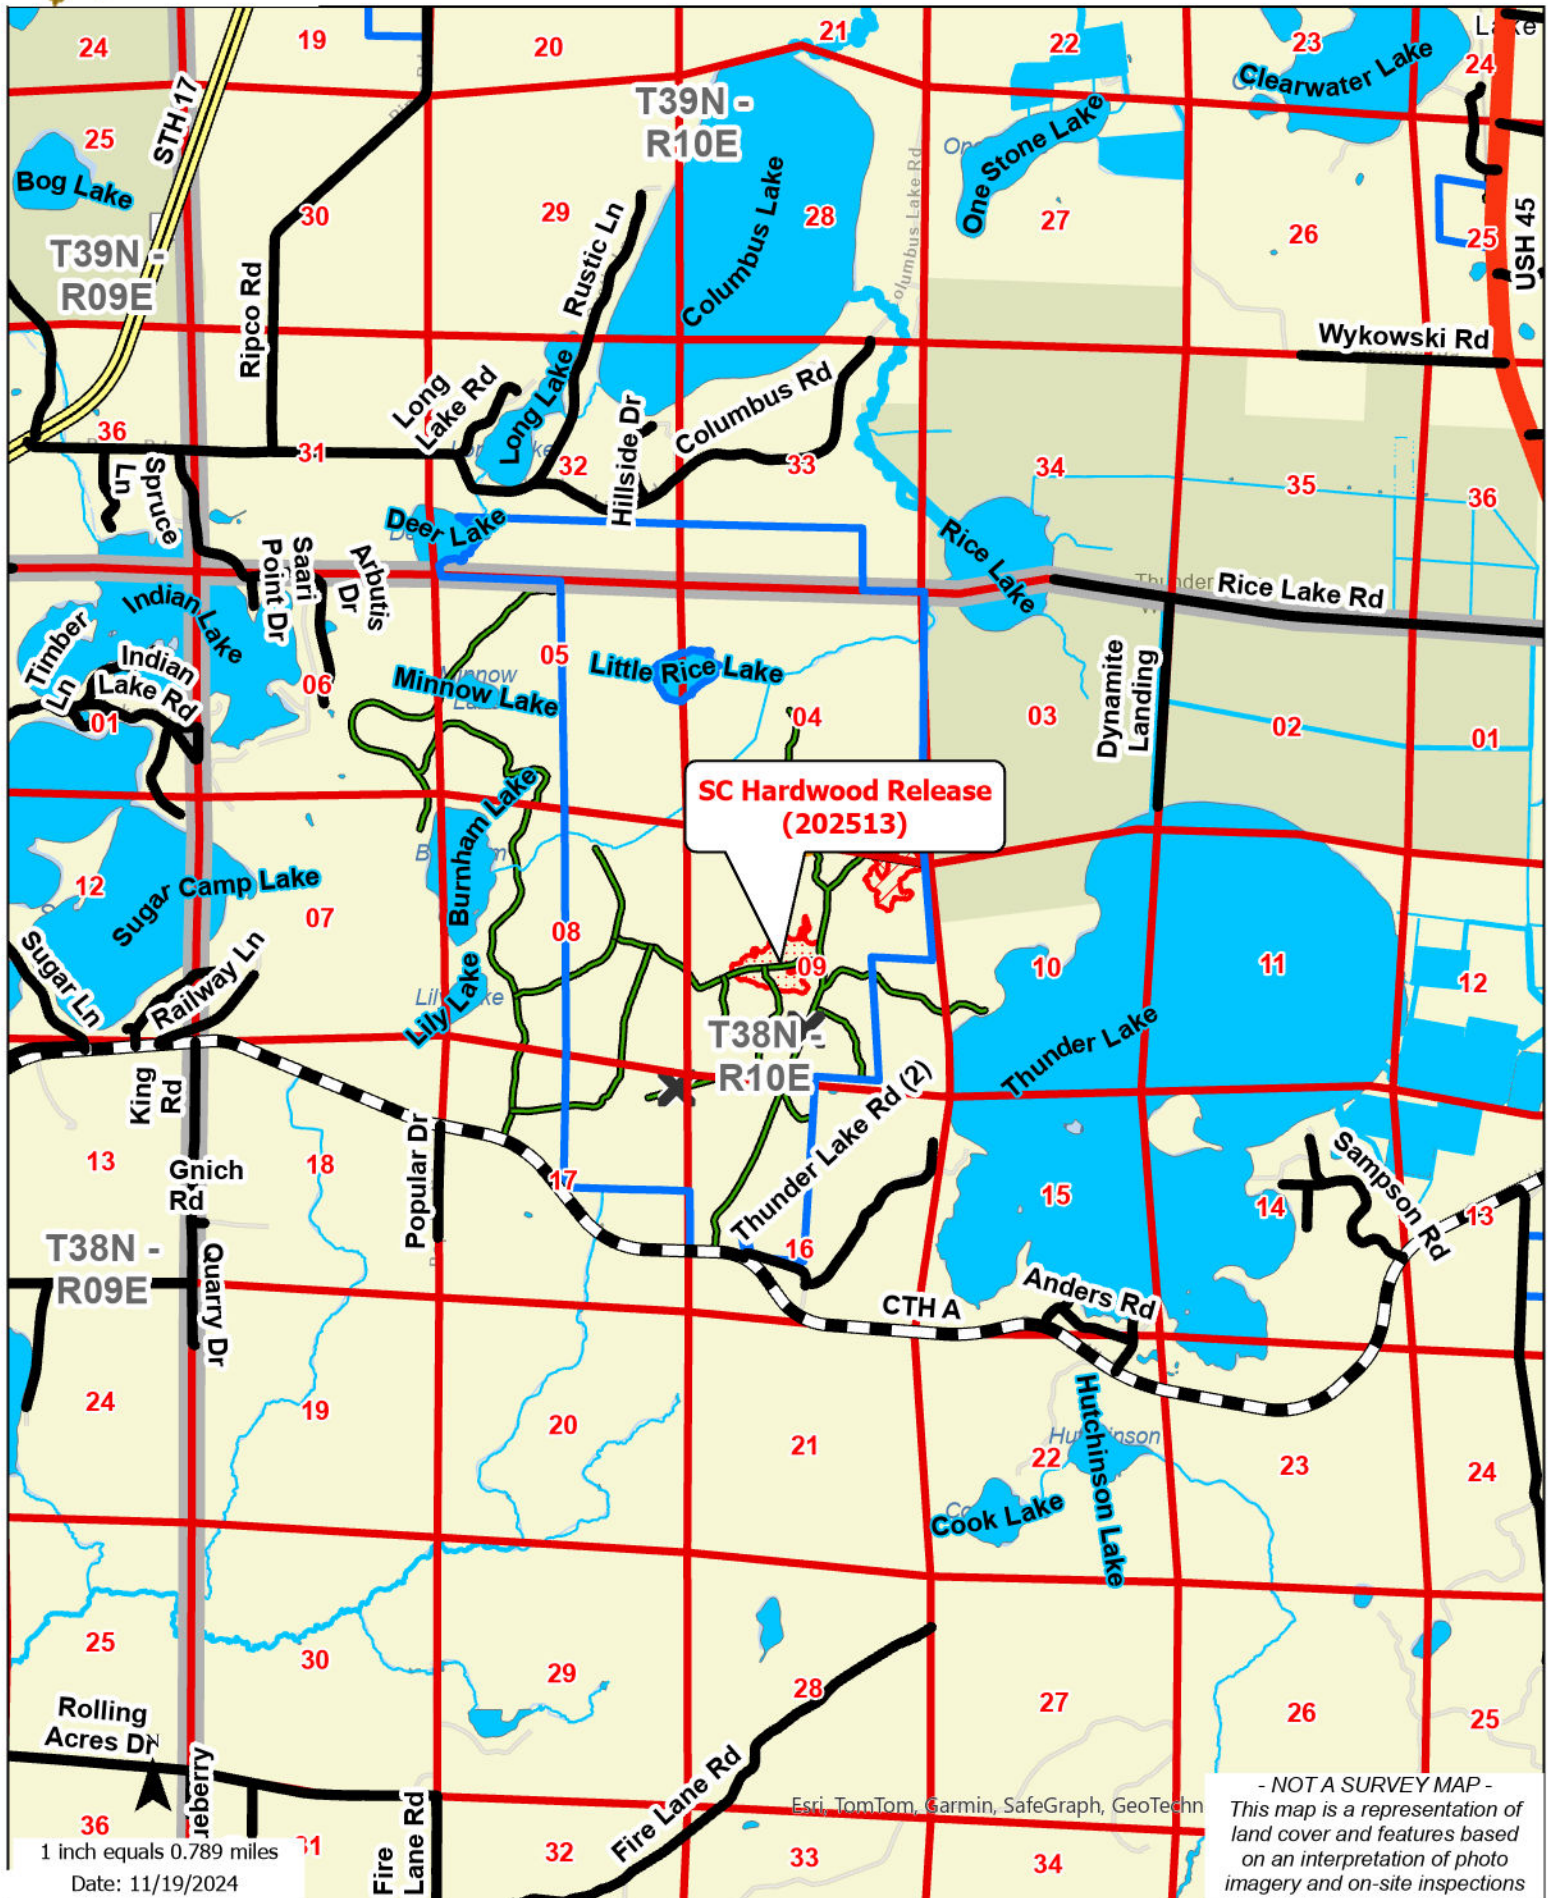 24
19
20
21
22
23
24
Lake
Clearwater Lake
T39N -
R10E
STH 17
25
Bog Lake
30
29
28
Columbus Lake
Columbus Lake Rd
One Stone Lake
27
26
25
USH 45
T39N -
R09E
Ripco Rd
Rustic Ln
Wykowski Rd
Long
Lake Rd
Long Lake
Hillside Dr
Columbus Rd
36
31
32
33
34
35
36
Spruce
Ln
Deer Lake
Rice Lake
Thunder
Rice Lake Rd
Saari
Point Dr
Arbutis
Dr
Indian Lake
Timber
Ln
Indian
Lake Rd
01
06
05
Minnow
Minnow Lake
Little Rice Lake
04
03
Dynamite
Landing
02
01
SC Hardwood Release
(202513)
Burnham Lake
12
Sugar Camp Lake
07
08
09
10
11
12
Sugar Ln
Railway Ln
Lily Lake
Thunder Lake
T38N -
R10E
King
Rd
Thunder Lake Rd (2)
Popular Dr
13
Gnich
Rd
18
17
16
15
14
Sampson Rd
13
T38N -
R09E
Quarry Dr
CTH A
Anders Rd
24
19
20
21
22
Hutchinson
Hutchinson Lake
23
24
Cook Lake
25
30
29
28
27
26
25
Rolling
Acres Dr
N
reberry
Fire Lane Rd
Fire
Lane Rd
36
31
32
33
34
Esri, TomTom, Garmin, SafeGraph, GeoTechn
1 inch equals 0.789 miles
Date: 11/19/2024
- NOT A SURVEY MAP -
This map is a representation of
land cover and features based
on an interpretation of photo
imagery and on-site inspections